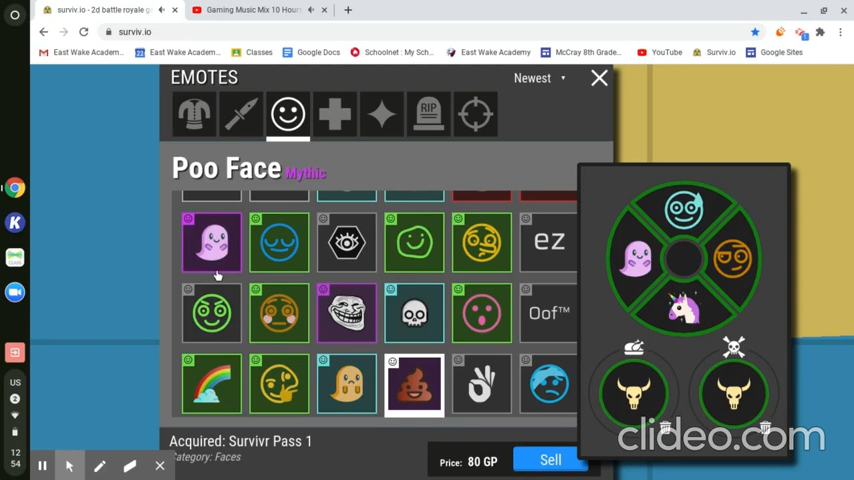 surviv.io - 2d battle royale g
Gaming Music Mix 10 Hours
surviv.io
East Wake Academ...
East Wake Academ...
Classes
Google Docs
Schoolnet : My Sch...
East Wake Academy
McCray 8th Grade...
YouTube
Surviv.io
Google Sites
EMOTES
Newest
RIP
Poo Face Mythic
ez
Oof™
Acquired: Survivr Pass 1
Category: Faces
Price: 80 GP
Sell
K
US
2
12
54
clideo.com